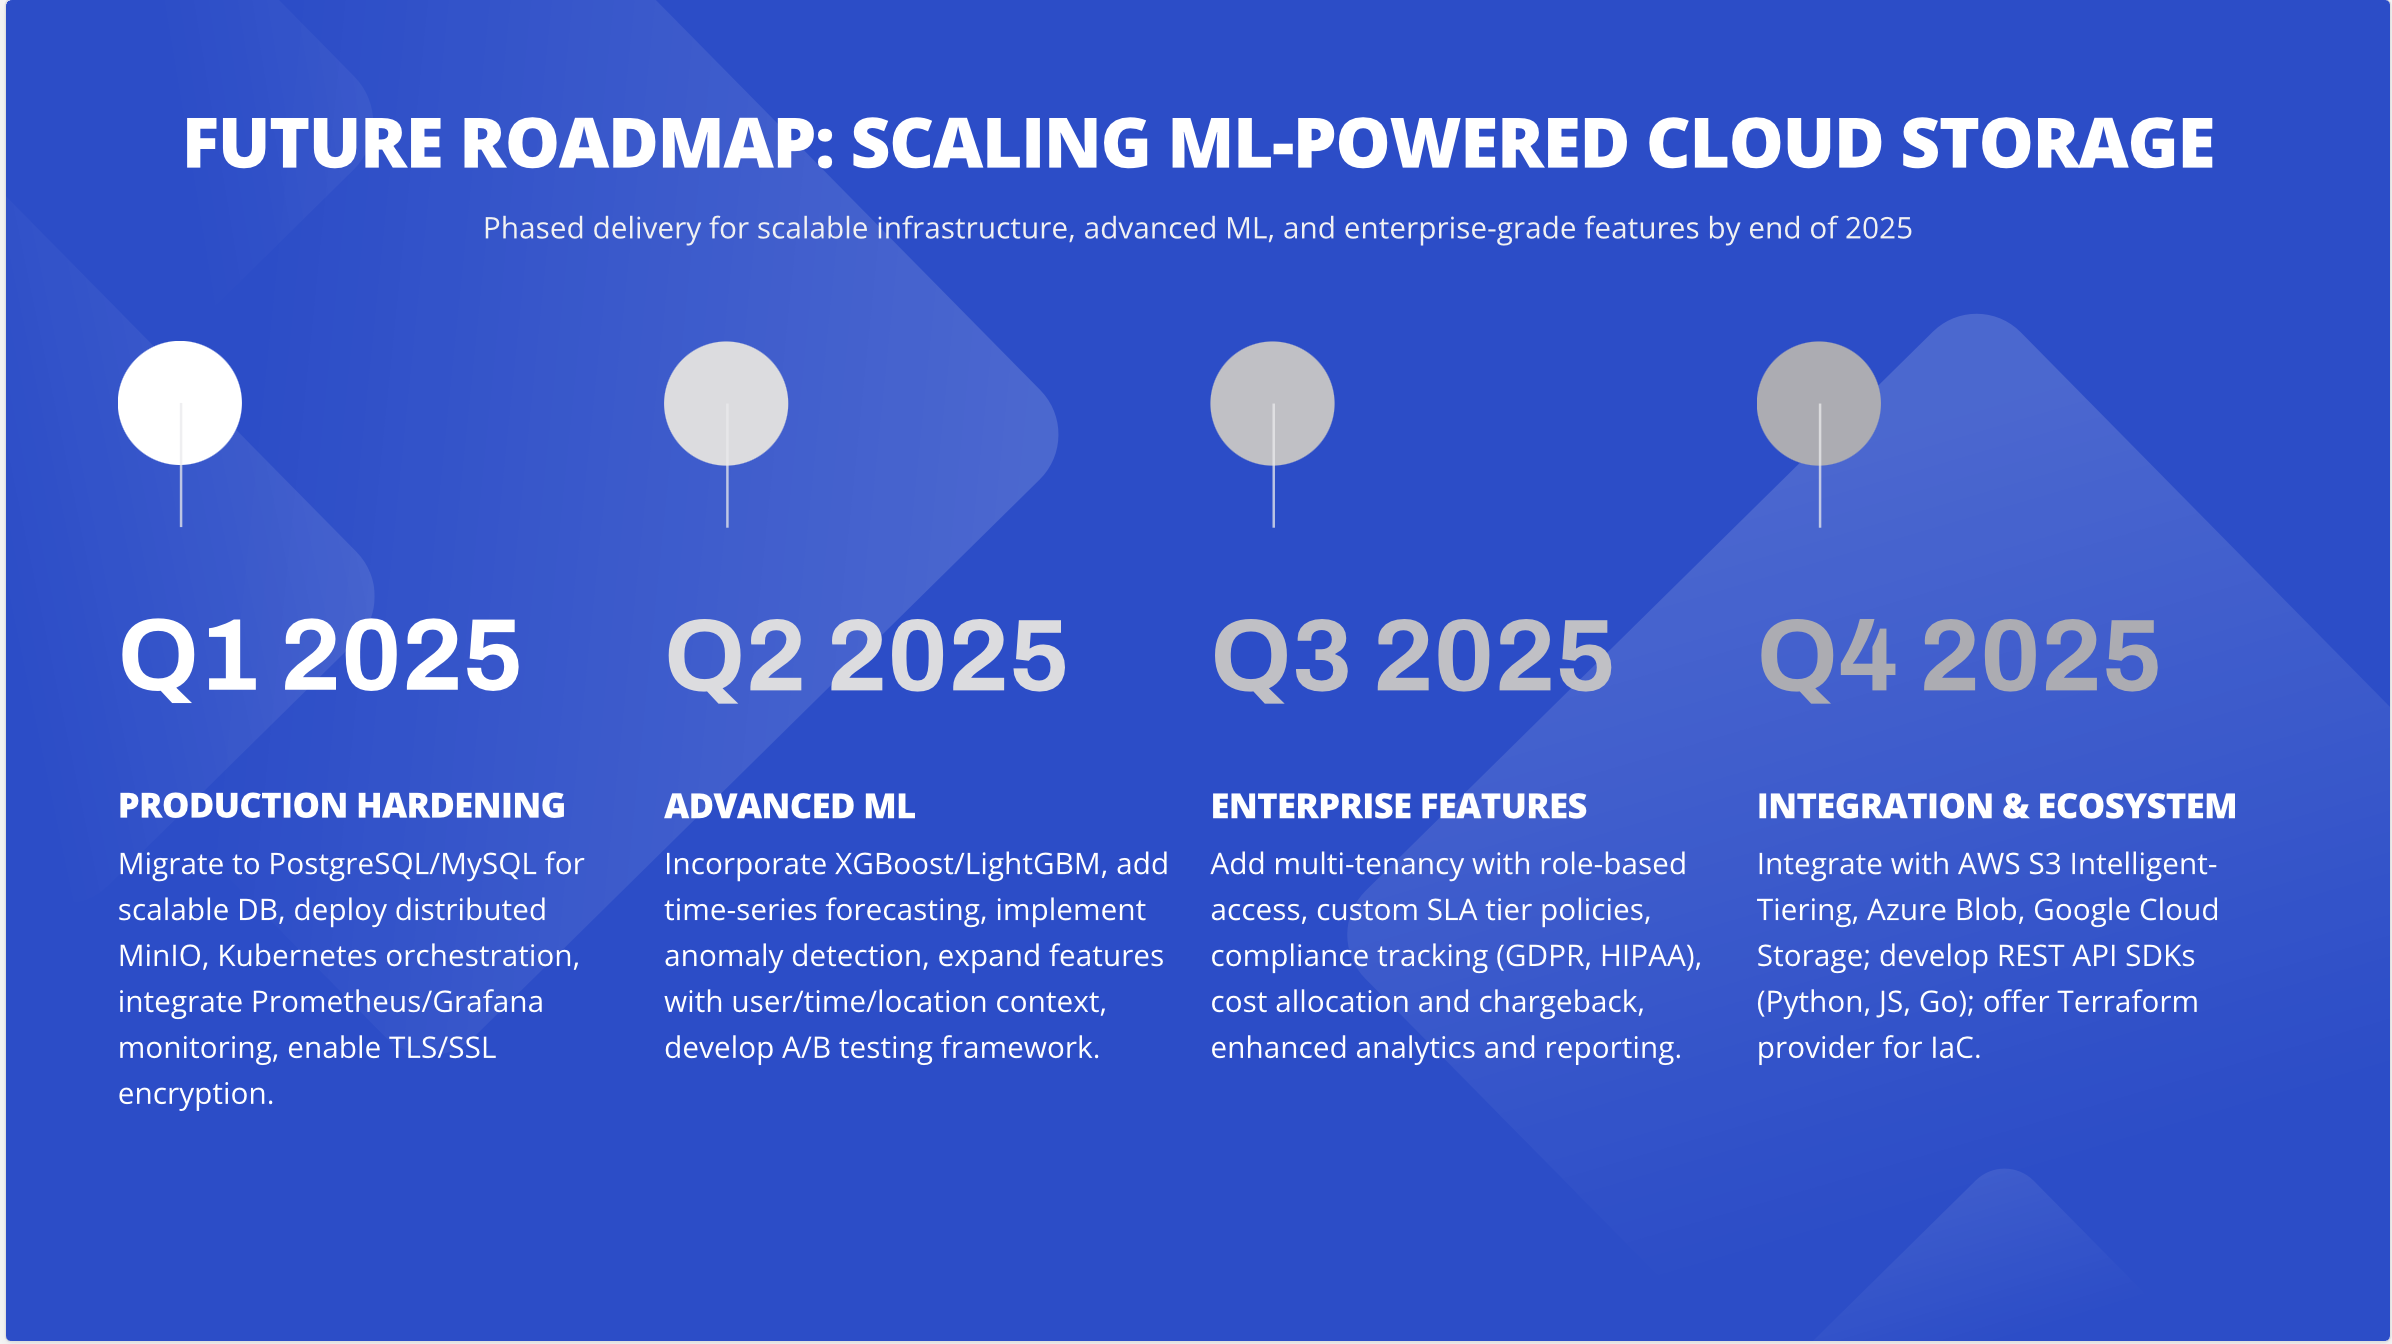 FUTURE ROADMAP: SCALING ML-POWERED CLOUD STORAGE
Phased delivery for scalable infrastructure, advanced ML, and enterprise-grade features by end of 2025
Q1 2025
PRODUCTION HARDENING
Migrate to PostgreSQL/MySQL for
scalable DB, deploy distributed
MinIO, Kubernetes orchestration,
integrate Prometheus/Grafana
monitoring, enable TLS/SSL
encryption.
Q2 2025
ADVANCED ML
Incorporate XGBoost/LightGBM, add
time-series forecasting, implement
anomaly detection, expand features
with user/time/location context,
develop A/B testing framework.
Q3 2025
ENTERPRISE FEATURES
Add multi-tenancy with role-based
access, custom SLA tier policies,
compliance tracking (GDPR, HIPAA),
cost allocation and chargeback,
enhanced analytics and reporting.
Q4 2025
INTEGRATION & ECOSYSTEM
Integrate with AWS S3 Intelligent-
Tiering, Azure Blob, Google Cloud
Storage; develop REST API SDKs
(Python, JS, Go); offer Terraform
provider for IaC.